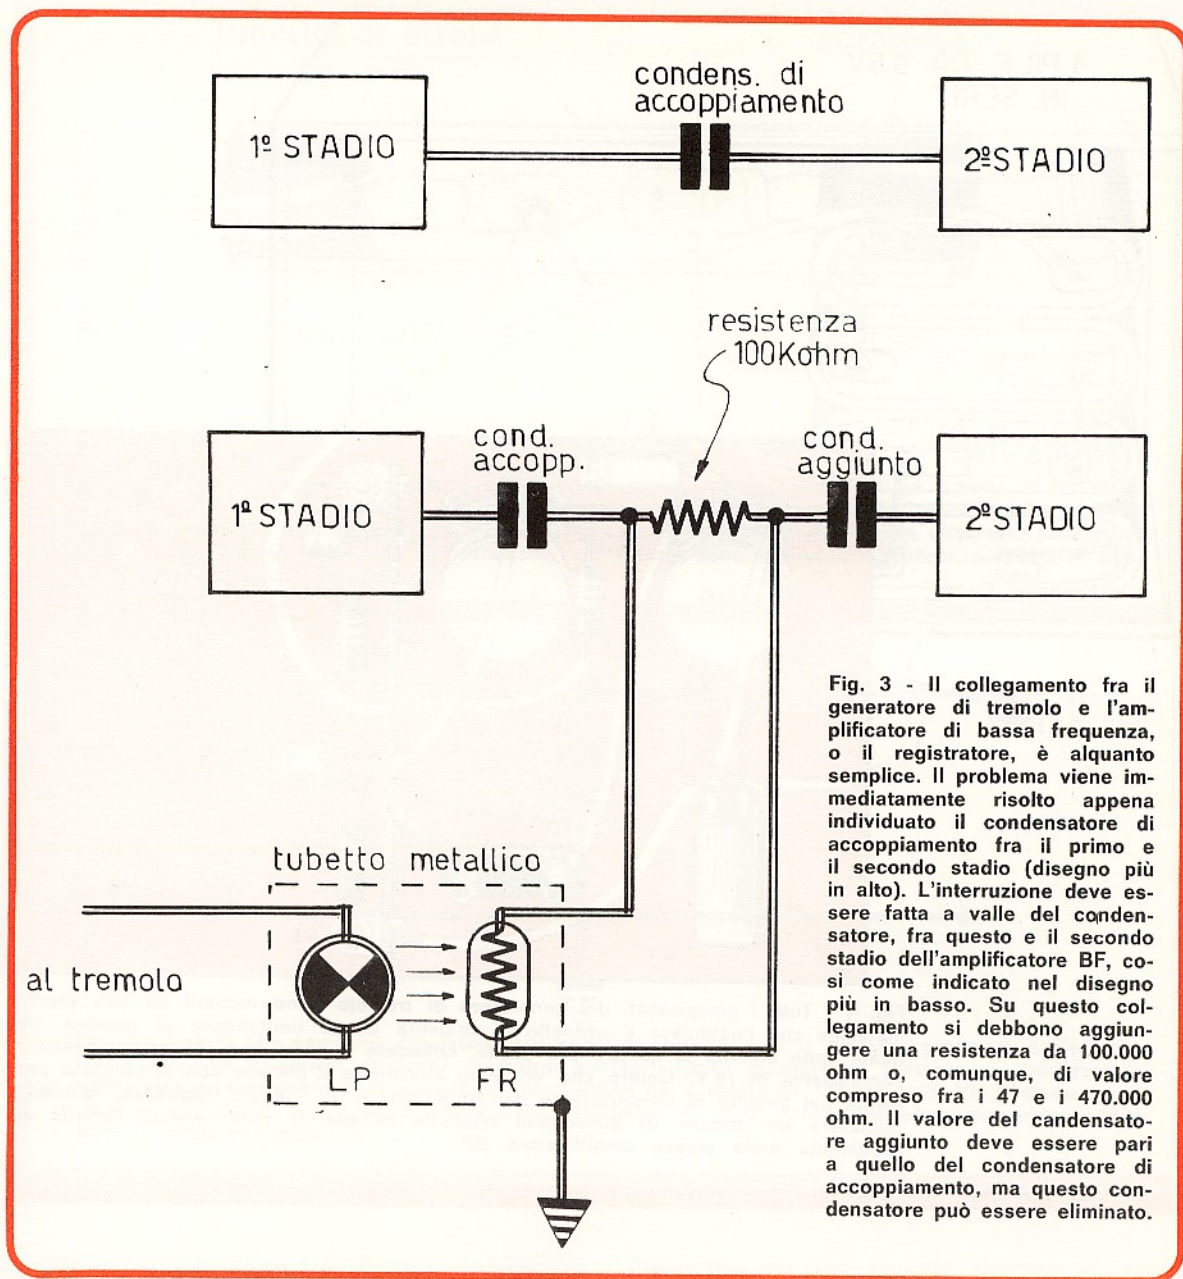 condens. di
accoppiamento
1º STADIO
2º STADIO
resistenza
100Kohm
cond.
accopp.
cond.
aggiunto
1º STADIO
2º STADIO
tubetto metallico
al tremolo
LP
FR
Fig. 3 - Il collegamento fra il
generatore di tremolo e l'am-
plificatore di bassa frequenza,
o il registratore, è alquanto
semplice. Il problema viene im-
mediatamente risolto appena
individuato il condensatore di
accoppiamento fra il primo e
il secondo stadio (disegno più
in alto). L'interruzione deve es-
sere fatta a valle del conden-
satore, fra questo e il secondo
stadio dell'amplificatore BF, co-
sì come indicato nel disegno
più in basso. Su questo col-
legamento si debbono aggiun-
gere una resistenza da 100.000
ohm o, comunque, di valore
compreso fra i 47 e i 470.000
ohm. Il valore del candensato-
re aggiunto deve essere pari
a quello del condensatore di
accoppiamento, ma questo con-
densatore può essere eliminato.